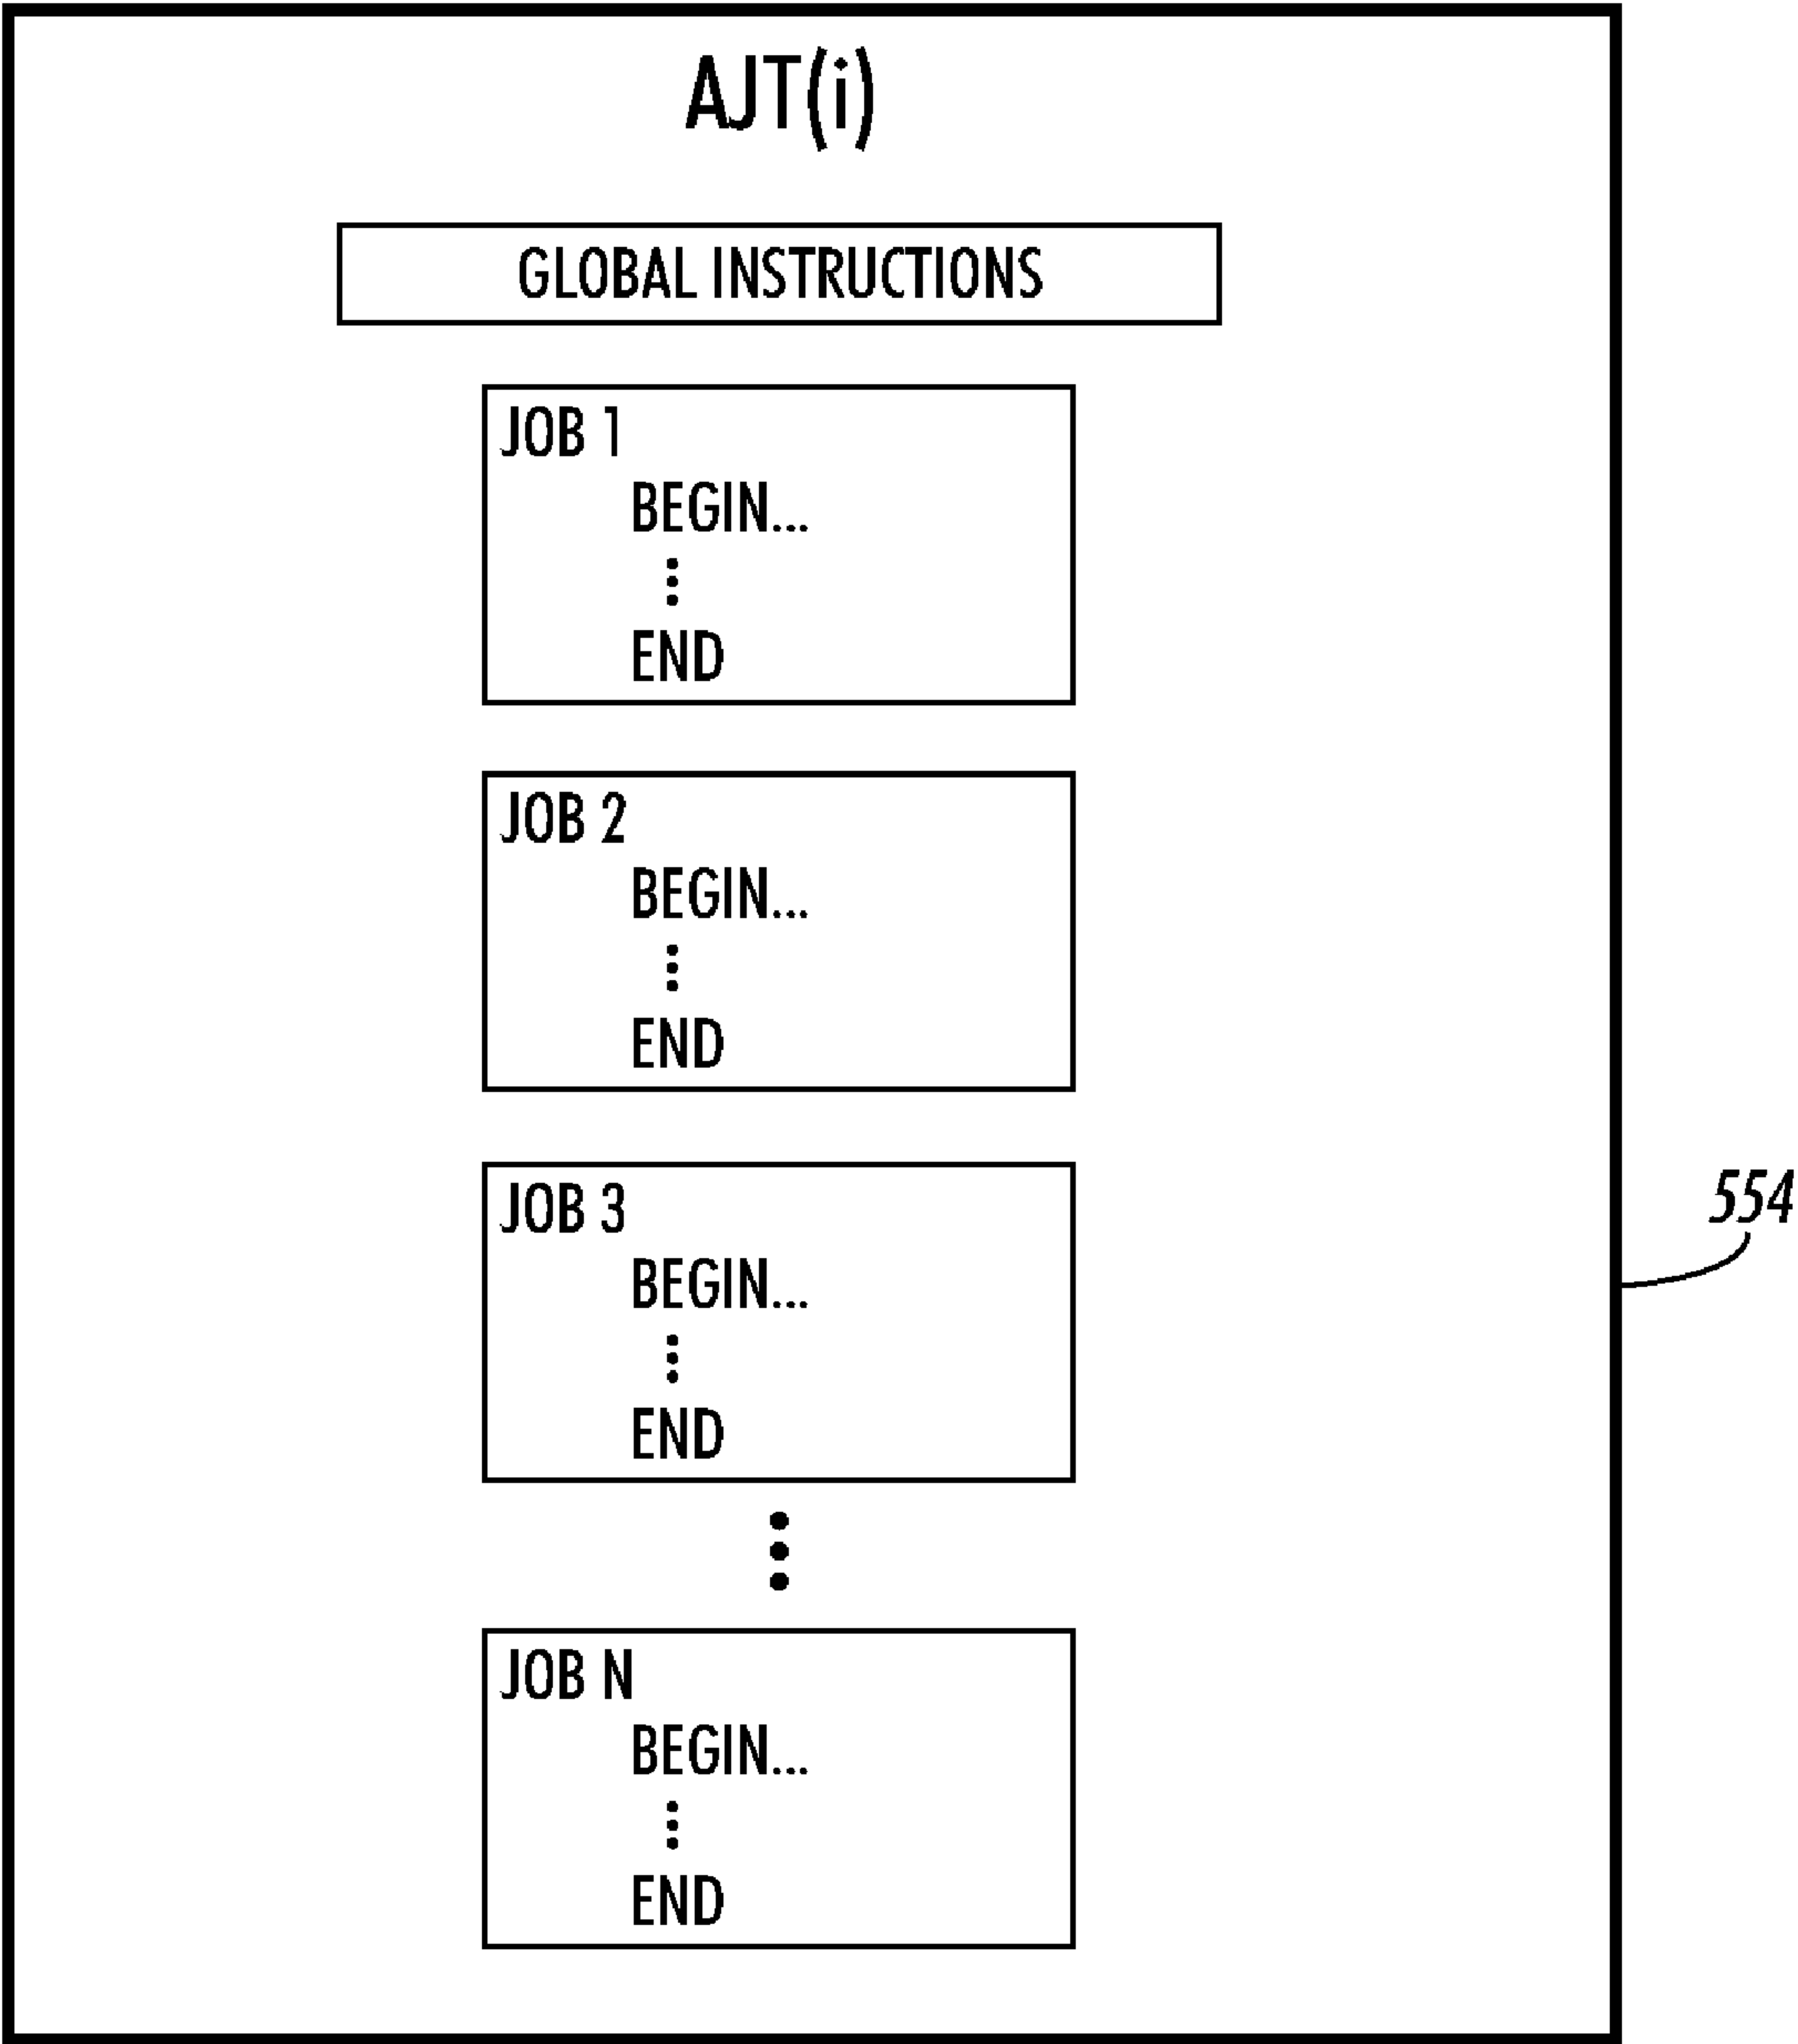 AJT(i)
GLOBAL INSTRUCTIONS
JOB 1
BEGIN...
END
JOB 2
BEGIN...
END
JOB 3
BEGIN...
END
554
JOB N
BEGIN...
END